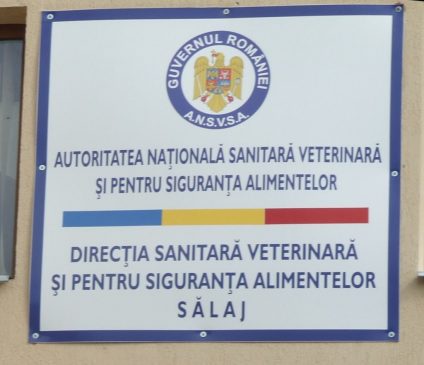 GUVERNUL ROMÂNIEI
A.N.S.V.S.A.
AUTORITATEA NAȚIONALĂ SANITARĂ VETERINARĂ
ȘI PENTRU SIGURANȚA ALIMENTELOR
DIRECȚIA SANITARĂ VETERINARĂ
ȘI PENTRU SIGURANȚA ALIMENTELOR
SĂLAJ